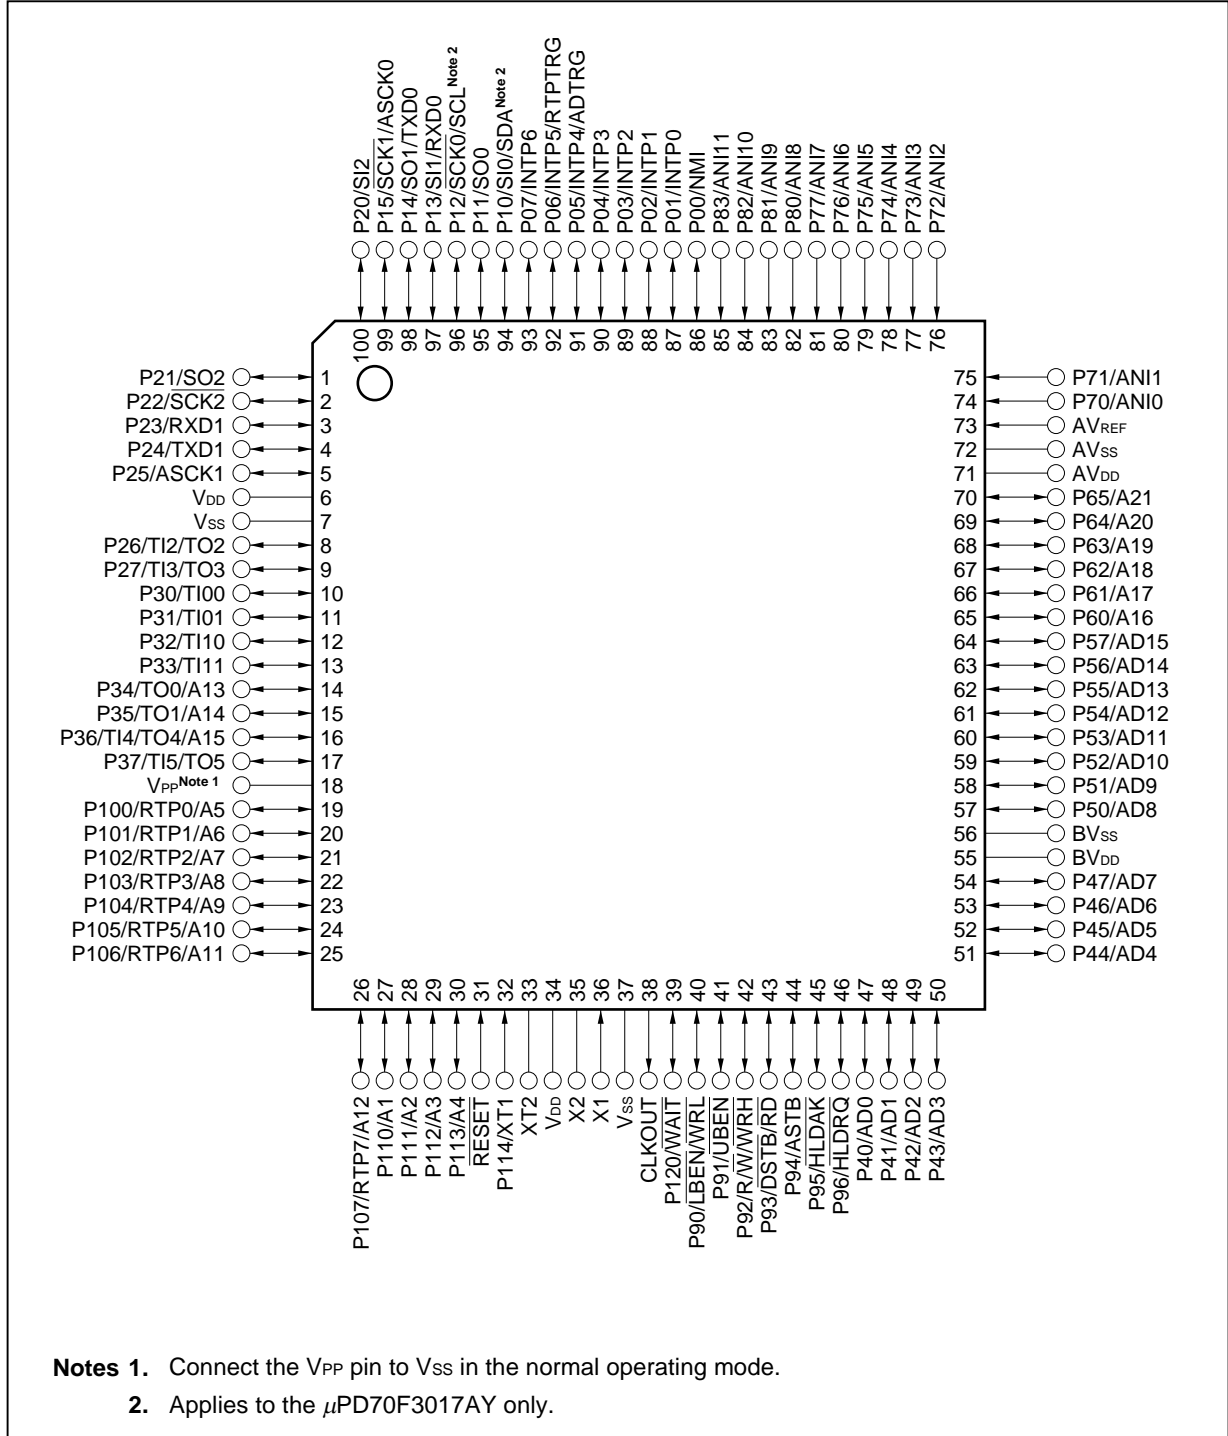 P20/SI2
P15/SCK1/ASCK0
P14/SO1/TXD0
P13/SI1/RXD0
P12/SCK0/SCL Note 2
P11/SO0
P10/SI0/SDA Note 2
P07/INTP6
P06/INTP5/RTPTRG
P05/INTP4/ADTRG
P04/INTP3
P03/INTP2
P02/INTP1
P01/INTP0
P00/NMI
P83/ANI11
P82/ANI10
P81/ANI9
P80/ANI8
P77/ANI7
P76/ANI6
P75/ANI5
P74/ANI4
P73/ANI3
P72/ANI2
100
99
98
97
96
95
94
93
92
91
90
89
88
87
86
85
84
83
82
81
80
79
78
77
76
P21/SO2 1
P22/SCK2 2
P23/RXD1 3
P24/TXD1 4
P25/ASCK1 5
VDD 6
VSS 7
P26/TI2/TO2 8
P27/TI3/TO3 9
P30/TI00 10
P31/TI01 11
P32/TI10 12
P33/TI11 13
P34/TO0/A13 14
P35/TO1/A14 15
P36/TI4/TO4/A15 16
P37/TI5/TO5 17
VPP Note 1 18
P100/RTP0/A5 19
P101/RTP1/A6 20
P102/RTP2/A7 21
P103/RTP3/A8 22
P104/RTP4/A9 23
P105/RTP5/A10 24
P106/RTP6/A11 25
75 P71/ANI1
74 P70/ANI0
73 AVREF
72 AVSS
71 AVDD
70 P65/A21
69 P64/A20
68 P63/A19
67 P62/A18
66 P61/A17
65 P60/A16
64 P57/AD15
63 P56/AD14
62 P55/AD13
61 P54/AD12
60 P53/AD11
59 P52/AD10
58 P51/AD9
57 P50/AD8
56 BVSS
55 BVDD
54 P47/AD7
53 P46/AD6
52 P45/AD5
51 P44/AD4
26
27
28
29
30
31
32
33
34
35
36
37
38
39
40
41
42
43
44
45
46
47
48
49
50
P107/RTP7/A12
P110/A1
P111/A2
P112/A3
P113/A4
RESET
P114/XT1
XT2
VDD
X2
X1
VSS
CLKOUT
P120/WAIT
P90/LBEN/WRL
P91/UBEN
P92/R/W/WRH
P93/DSTB/RD
P94/ASTB
P95/HLDAK
P96/HLDRQ
P40/AD0
P41/AD1
P42/AD2
P43/AD3
Notes 1. Connect the VPP pin to VSS in the normal operating mode.
2. Applies to the μPD70F3017AY only.